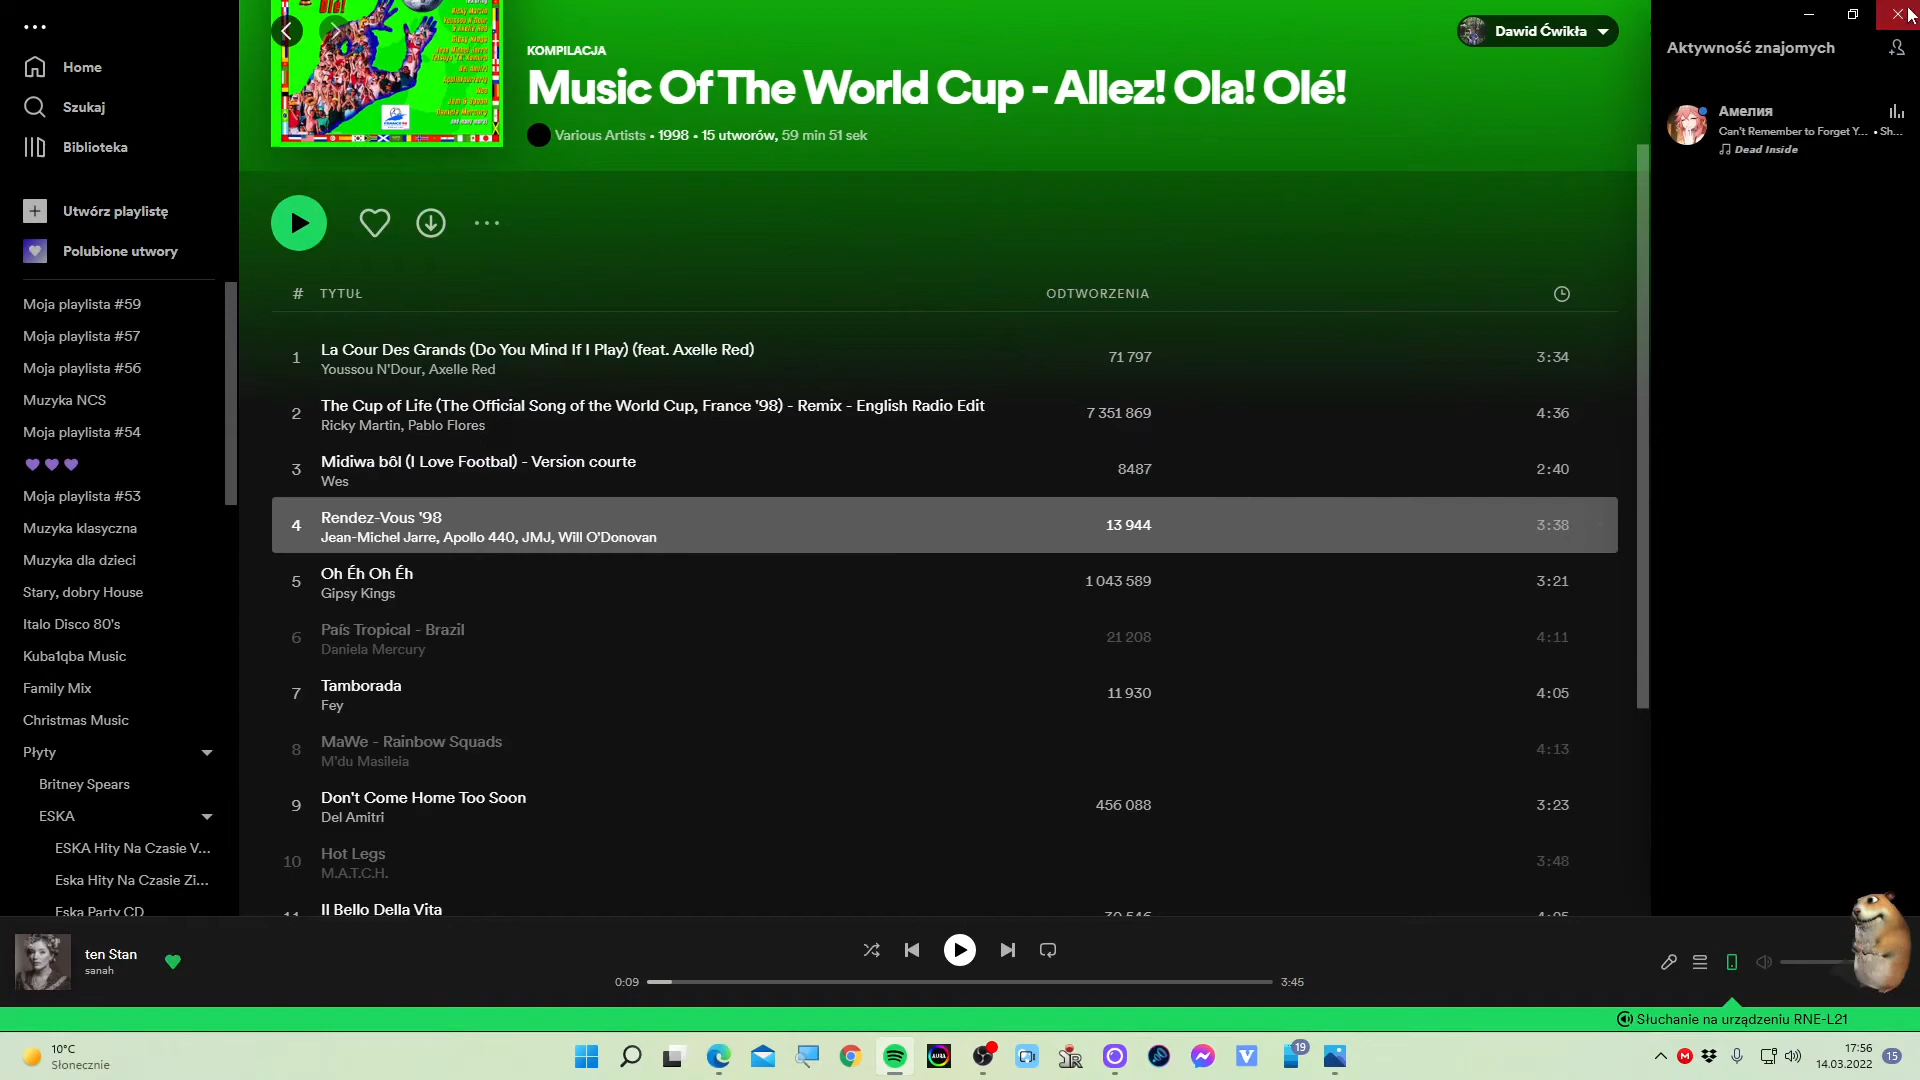 Home
Szukaj
Biblioteka
Utwórz playlistę
Polubione utwory
Moja playlista #59
Moja playlista #57
Moja playlista #56
Muzyka NCS
Moja playlista #54
💜💜💜
Moja playlista #53
Muzyka klasyczna
Muzyka dla dzieci
Stary, dobry House
Italo Disco 80's
Kuba1qba Music
Family Mix
Christmas Music
Płyty
Britney Spears
ESKA
ESKA Hity Na Czasie V...
Eska Hity Na Czasie Zi...
Eska Party CD
KOMPILACJA
Music Of The World Cup - Allez! Ola! Olé!
Various Artists • 1998 • 15 utworów, 59 min 51 sek
Dawid Ćwikła
# TYTUŁ ODTWORZENIA
1 La Cour Des Grands (Do You Mind If I Play) (feat. Axelle Red) 71 797 3:34
Youssou N'Dour, Axelle Red
2 The Cup of Life (The Official Song of the World Cup, France '98) - Remix - English Radio Edit 7 351 869 4:36
Ricky Martin, Pablo Flores
3 Midiwa bôl (I Love Footbal) - Version courte 8487 2:40
Wes
4 Rendez-Vous '98 13 944 3:38
Jean-Michel Jarre, Apollo 440, JMJ, Will O'Donovan
5 Oh Éh Oh Éh 1 043 589 3:21
Gipsy Kings
6 País Tropical - Brazil 21 208 4:11
Daniela Mercury
7 Tamborada 11 930 4:05
Fey
8 MaWe - Rainbow Squads 4:13
M'du Masileia
9 Don't Come Home Too Soon 456 088 3:23
Del Amitri
10 Hot Legs 3:48
M.A.T.C.H.
11 Il Bello Della Vita 30 546 4:05
Aktywność znajomych
Амелия
Can't Remember to Forget Y... • Sh...
Dead Inside
ten Stan
sanah
0:09 3:45
Słuchanie na urządzeniu RNE-L21
10°C
Słonecznie
AURA
19
17:56
14.03.2022
15